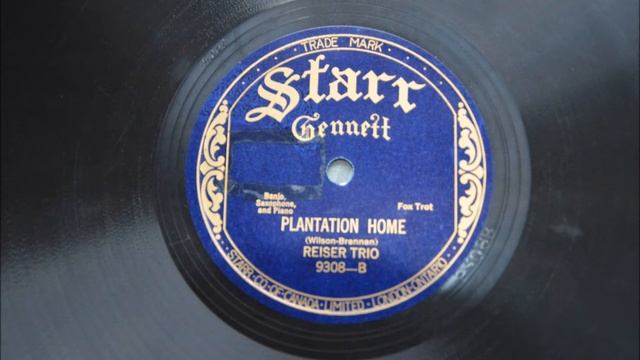 · TRADE MARK ·
Starr
Gennett
Banjo,
Saxophone,
and Piano
Fox Trot
PLANTATION HOME
(Wilson-Brennan)
REISER TRIO
9308—B
· STARR·CO·OF·CANADA·LIMITED·LONDON·ONTARIO ·